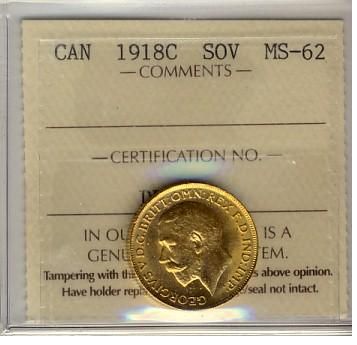 CAN 1918C SOV MS-62
— COMMENTS —
— CERTIFICATION NO. —
IN OU IS A
GENU EM.
Tampering with th s above opinion.
Have holder rep /seal not intact.
GEORGIVS V D.G.BRITT:OMN:REX F.D.IND:IMP: